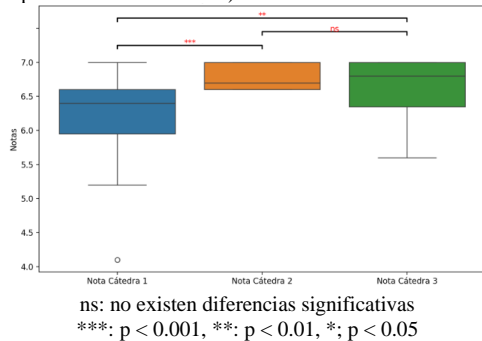 **
ns
***
7.0
6.5
6.0
5.5
5.0
4.5
4.0
Notas
Nota Cátedra 1 Nota Cátedra 2 Nota Cátedra 3
ns: no existen diferencias significativas
***: p < 0.001, **: p < 0.01, *; p < 0.05